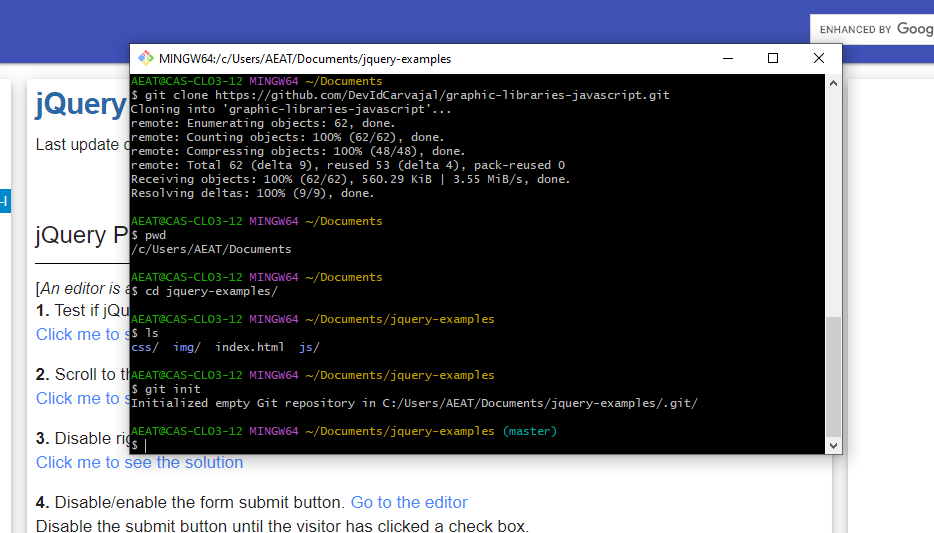 ENHANCED BY Goog
MINGW64:/c/Users/AEAT/Documents/jquery-examples
AEAT@CAS-CLO3-12 MINGW64 ~/Documents
$ git clone https://github.com/DevIdCarvajal/graphic-libraries-javascript.git
Cloning into 'graphic-libraries-javascript'...
remote: Enumerating objects: 62, done.
remote: Counting objects: 100% (62/62), done.
remote: Compressing objects: 100% (48/48), done.
remote: Total 62 (delta 9), reused 53 (delta 4), pack-reused 0
Receiving objects: 100% (62/62), 560.29 KiB | 3.55 MiB/s, done.
Resolving deltas: 100% (9/9), done.
AEAT@CAS-CLO3-12 MINGW64 ~/Documents
$ pwd
/c/Users/AEAT/Documents
AEAT@CAS-CLO3-12 MINGW64 ~/Documents
$ cd jquery-examples/
AEAT@CAS-CLO3-12 MINGW64 ~/Documents/jquery-examples
$ ls
css/ img/ index.html js/
AEAT@CAS-CLO3-12 MINGW64 ~/Documents/jquery-examples
$ git init
Initialized empty Git repository in C:/Users/AEAT/Documents/jquery-examples/.git/
AEAT@CAS-CLO3-12 MINGW64 ~/Documents/jquery-examples (master)
$
jQuery
Last update
jQuery P
[An editor is a
1. Test if jQu
Click me to s
2. Scroll to th
Click me to s
3. Disable rig
Click me to see the solution
4. Disable/enable the form submit button. Go to the editor
Disable the submit button until the visitor has clicked a check box.